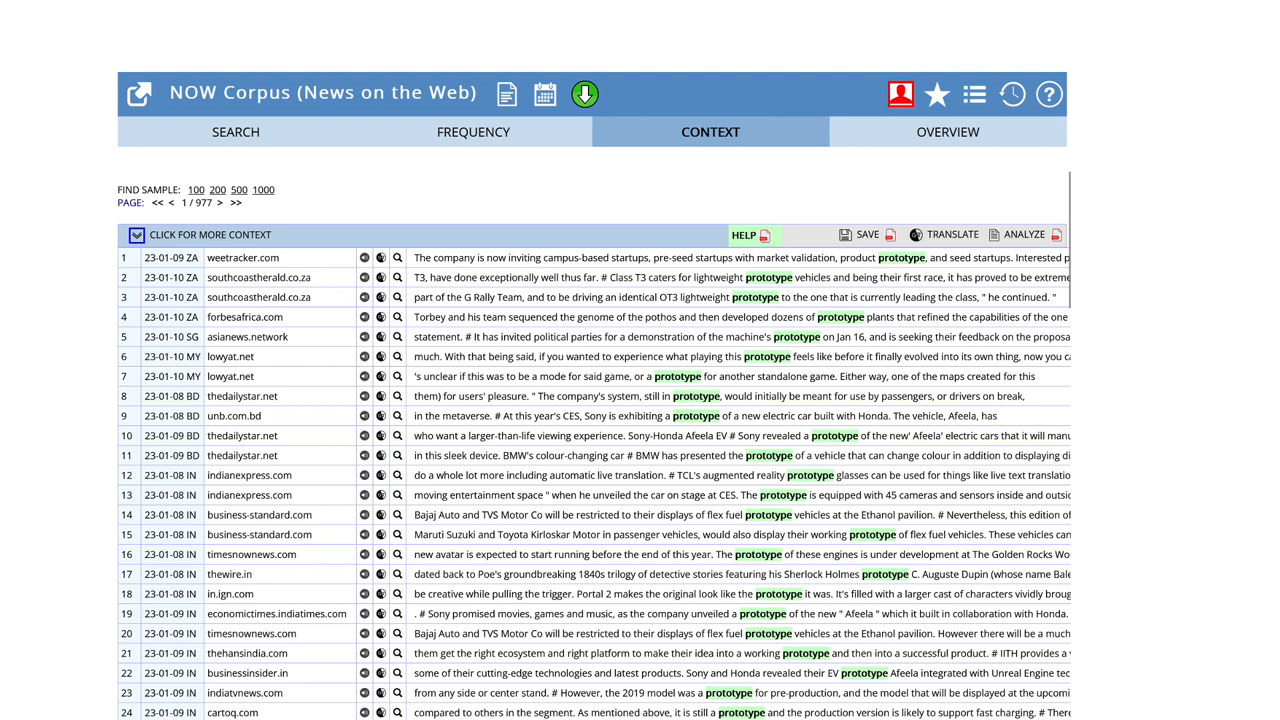 NOW Corpus (News on the Web)
SEARCH FREQUENCY CONTEXT OVERVIEW
FIND SAMPLE: 100 200 500 1000
PAGE: << < 1 / 977 > >>
CLICK FOR MORE CONTEXT HELP SAVE TRANSLATE ANALYZE
1 23-01-09 ZA weetracker.com The company is now inviting campus-based startups, pre-seed startups with market validation, product prototype, and seed startups. Interested p
2 23-01-10 ZA southcoastherald.co.za T3, have done exceptionally well thus far. # Class T3 caters for lightweight prototype vehicles and being their first race, it has proved to be extreme
3 23-01-10 ZA southcoastherald.co.za part of the G Rally Team, and to be driving an identical OT3 lightweight prototype to the one that is currently leading the class, " he continued. "
4 23-01-10 ZA forbesafrica.com Torbey and his team sequenced the genome of the pothos and then developed dozens of prototype plants that refined the capabilities of the one
5 23-01-10 SG asianews.network statement. # It has invited political parties for a demonstration of the machine's prototype on Jan 16, and is seeking their feedback on the proposa
6 23-01-10 MY lowyat.net much. With that being said, if you wanted to experience what playing this prototype feels like before it finally evolved into its own thing, now you ca
7 23-01-10 MY lowyat.net 's unclear if this was to be a mode for said game, or a prototype for another standalone game. Either way, one of the maps created for this
8 23-01-08 BD thedailystar.net them) for users' pleasure. " The company's system, still in prototype, would initially be meant for use by passengers, or drivers on break,
9 23-01-08 BD unb.com.bd in the metaverse. # At this year's CES, Sony is exhibiting a prototype of a new electric car built with Honda. The vehicle, Afeela, has
10 23-01-09 BD thedailystar.net who want a larger-than-life viewing experience. Sony-Honda Afeela EV # Sony revealed a prototype of the new' Afeela' electric cars that it will manu
11 23-01-09 BD thedailystar.net in this sleek device. BMW's colour-changing car # BMW has presented the prototype of a vehicle that can change colour in addition to displaying di
12 23-01-08 IN indianexpress.com do a whole lot more including automatic live translation. # TCL's augmented reality prototype glasses can be used for things like live text translatio
13 23-01-08 IN indianexpress.com moving entertainment space " when he unveiled the car on stage at CES. The prototype is equipped with 45 cameras and sensors inside and outsid
14 23-01-08 IN business-standard.com Bajaj Auto and TVS Motor Co will be restricted to their displays of flex fuel prototype vehicles at the Ethanol pavilion. # Nevertheless, this edition of
15 23-01-08 IN business-standard.com Maruti Suzuki and Toyota Kirloskar Motor in passenger vehicles, would also display their working prototype of flex fuel vehicles. These vehicles can
16 23-01-08 IN timesnownews.com new avatar is expected to start running before the end of this year. The prototype of these engines is under development at The Golden Rocks Wo
17 23-01-08 IN thewire.in dated back to Poe's groundbreaking 1840s trilogy of detective stories featuring his Sherlock Holmes prototype C. Auguste Dupin (whose name Bale
18 23-01-08 IN in.ign.com be creative while pulling the trigger. Portal 2 makes the original look like the prototype it was. It's filled with a larger cast of characters vividly broug
19 23-01-09 IN economictimes.indiatimes.com . # Sony promised movies, games and music, as the company unveiled a prototype of the new " Afeela " which it built in collaboration with Honda.
20 23-01-09 IN timesnownews.com Bajaj Auto and TVS Motor Co will be restricted to their displays of flex fuel prototype vehicles at the Ethanol pavilion. However there will be a much
21 23-01-09 IN thehansindia.com them get the right ecosystem and right platform to make their idea into a working prototype and then into a successful product. # IITH provides a v
22 23-01-09 IN businessinsider.in some of their cutting-edge technologies and latest products. Sony and Honda revealed their EV prototype Afeela integrated with Unreal Engine tec
23 23-01-09 IN indiatvnews.com from any side or center stand. # However, the 2019 model was a prototype for pre-production, and the model that will be displayed at the upcomi
24 23-01-09 IN cartoq.com compared to others in the segment. As mentioned above, it is still a prototype and the production version is likely to support fast charging. # There